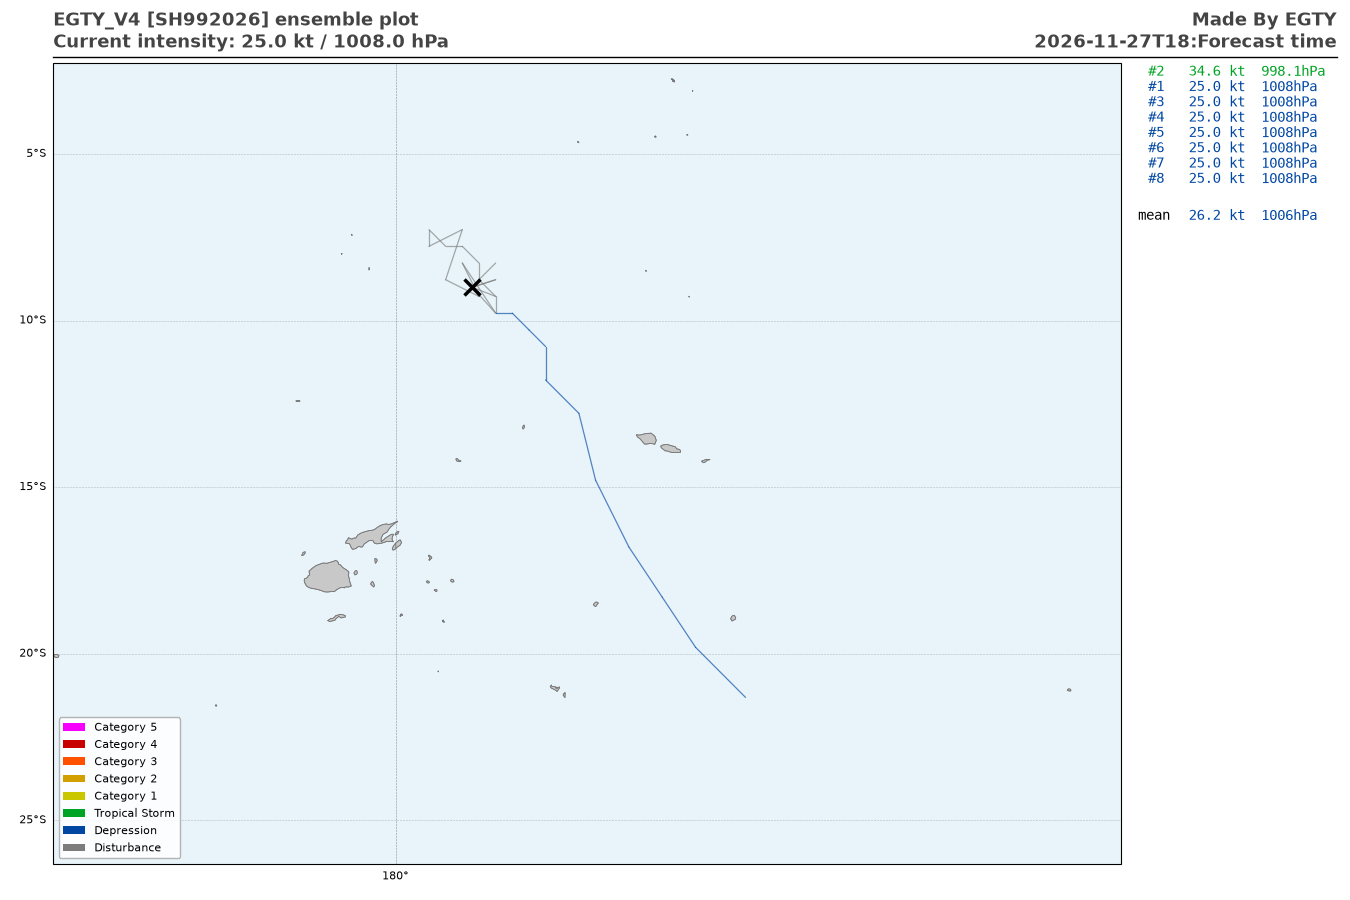 EGTY_V4 [SH992026] ensemble plot
Current intensity: 25.0 kt / 1008.0 hPa
Made By EGTY
2026-11-27T18:Forecast time
#2 34.6 kt 998.1hPa
#1 25.0 kt 1008hPa
#3 25.0 kt 1008hPa
#4 25.0 kt 1008hPa
#5 25.0 kt 1008hPa
#6 25.0 kt 1008hPa
#7 25.0 kt 1008hPa
#8 25.0 kt 1008hPa
mean 26.2 kt 1006hPa
5°S
10°S
15°S
20°S
25°S
180°
Category 5
Category 4
Category 3
Category 2
Category 1
Tropical Storm
Depression
Disturbance